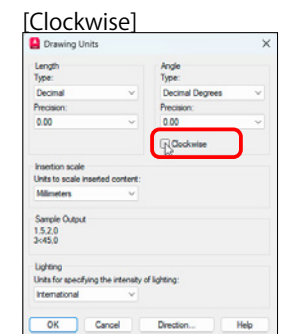 [Clockwise]
Drawing Units
Length
Type:
Decimal
Precision:
0.00
Angle
Type:
Decimal Degrees
Precision:
0.00
Clockwise
Insertion scale
Units to scale inserted content:
Millimeters
Sample Output
1.5,2,0
3<45,0
Lighting
Units for specifying the intensity of lighting:
International
OK Cancel Direction... Help